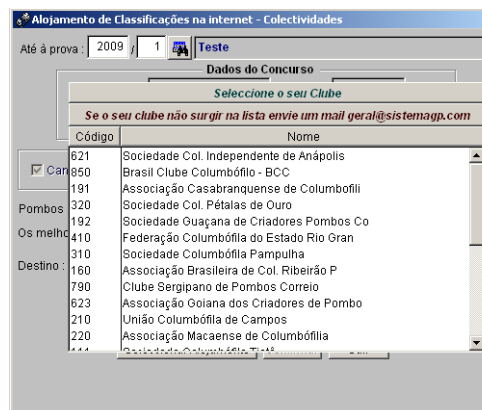 Alojamento de Classificações na internet - Colectividades
Até à prova : 2009 / 1 Teste
Dados do Concurso
Seleccione o seu Clube
Se o seu clube não surgir na lista envie um mail geral@sistemagp.com
Código Nome
621 Sociedade Col. Independente de Anápolis
850 Brasil Clube Columbófilo - BCC
191 Associação Casabranquense de Columbofili
320 Sociedade Col. Pétalas de Ouro
192 Sociedade Guaçana de Criadores Pombos Co
410 Federação Columbófila do Estado Rio Gran
310 Sociedade Columbófila Pampulha
160 Associação Brasileira de Col. Ribeirão P
790 Clube Sergipano de Pombos Correio
623 Associação Goiana dos Criadores de Pombo
210 União Columbófila de Campos
220 Associação Macaense de Columbófilia
Can
Pombos
Os melho
Destino :